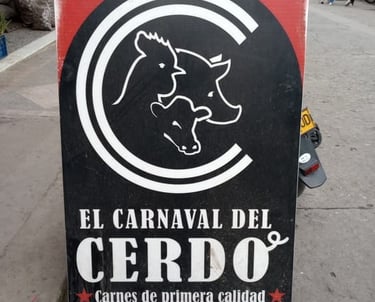 EL CARNAVAL DEL
CERDO
Carnes de primera calidad